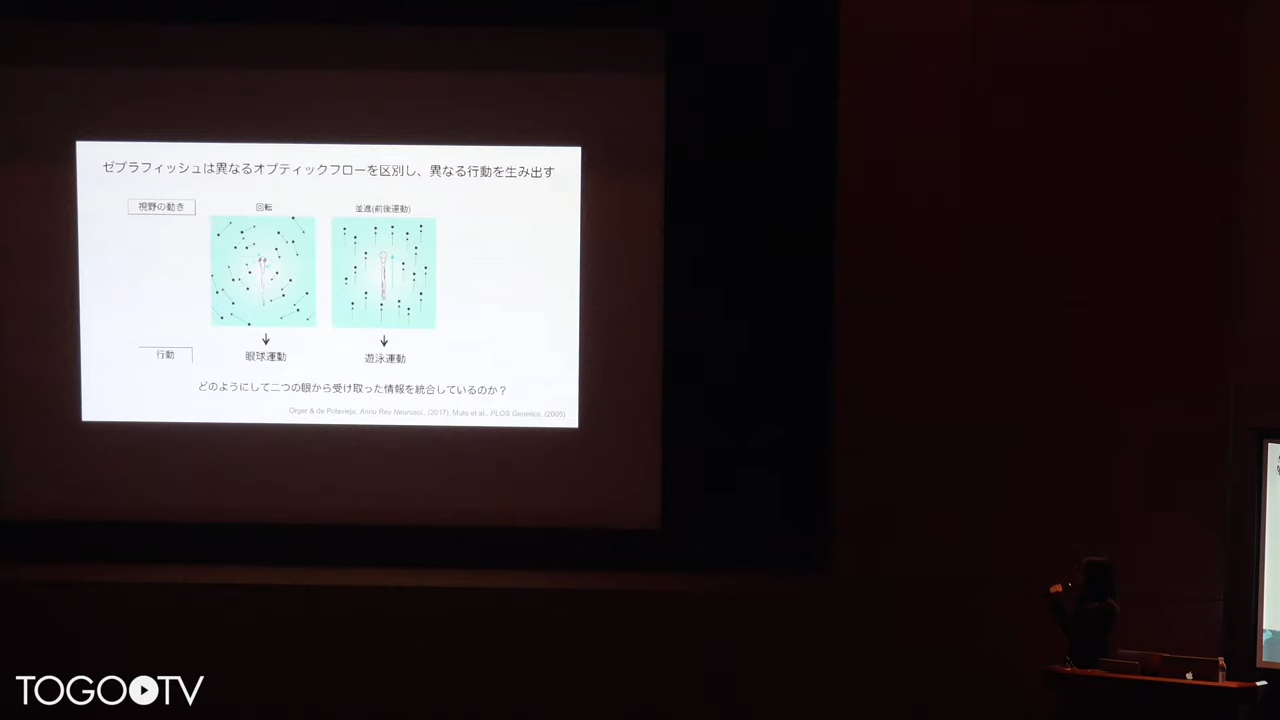 ゼブラフィッシュは異なるオプティックフローを区別し、異なる行動を生み出す
視野の動き
回転
並進(前後運動)
行動
眼球運動
遊泳運動
どのようにして二つの眼から受け取った情報を統合しているのか？
Orger & de Polavieja, Annu Rev Neurosci., (2017), Muto et al., PLOS Genetics, (2005)
TOGOTV